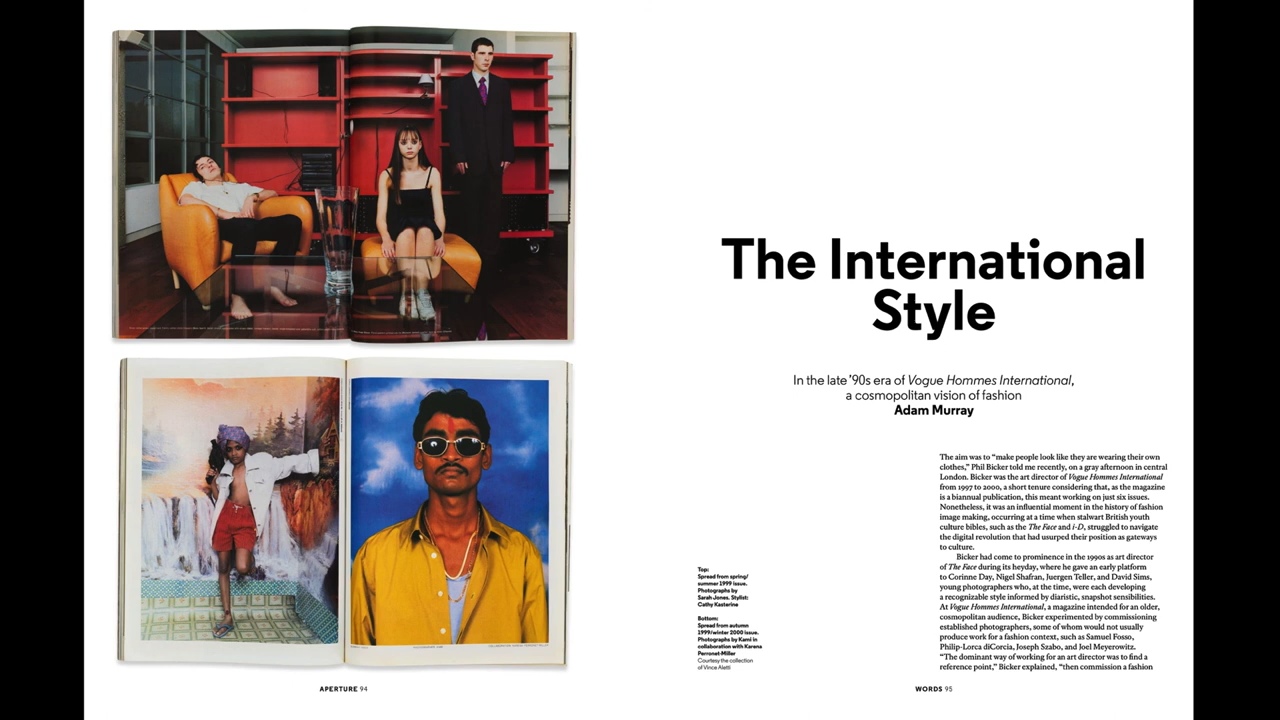 The International
Style
In the late ’90s era of Vogue Hommes International,
a cosmopolitan vision of fashion
Adam Murray
The aim was to “make people look like they are wearing their own
clothes,” Phil Bicker told me recently, on a gray afternoon in central
London. Bicker was the art director of Vogue Hommes International
from 1997 to 2000, a short tenure considering that, as the magazine
is a biannual publication, this meant working on just six issues.
Nonetheless, it was an influential moment in the history of fashion
image making, occurring at a time when stalwart British youth
culture bibles, such as the The Face and i-D, struggled to navigate
the digital revolution that had usurped their position as gateways
to culture.
Bicker had come to prominence in the 1990s as art director
of The Face during its heyday, where he gave an early platform
to Corinne Day, Nigel Shafran, Juergen Teller, and David Sims,
young photographers who, at the time, were each developing
a recognizable style informed by diaristic, snapshot sensibilities.
At Vogue Hommes International, a magazine intended for an older,
cosmopolitan audience, Bicker experimented by commissioning
established photographers, some of whom would not usually
produce work for a fashion context, such as Samuel Fosso,
Philip-Lorca diCorcia, Joseph Szabo, and Joel Meyerowitz.
“The dominant way of working for an art director was to find a
reference point,” Bicker explained, “then commission a fashion
Top:
Spread from spring/
summer 1999 issue.
Photographs by
Sarah Jones. Stylist:
Cathy Kasterine
Bottom:
Spread from autumn
1999/winter 2000 issue.
Photographs by Kami in
collaboration with Karena
Perronet-Miller
Courtesy the collection
of Vince Aletti
APERTURE 94
WORDS 95